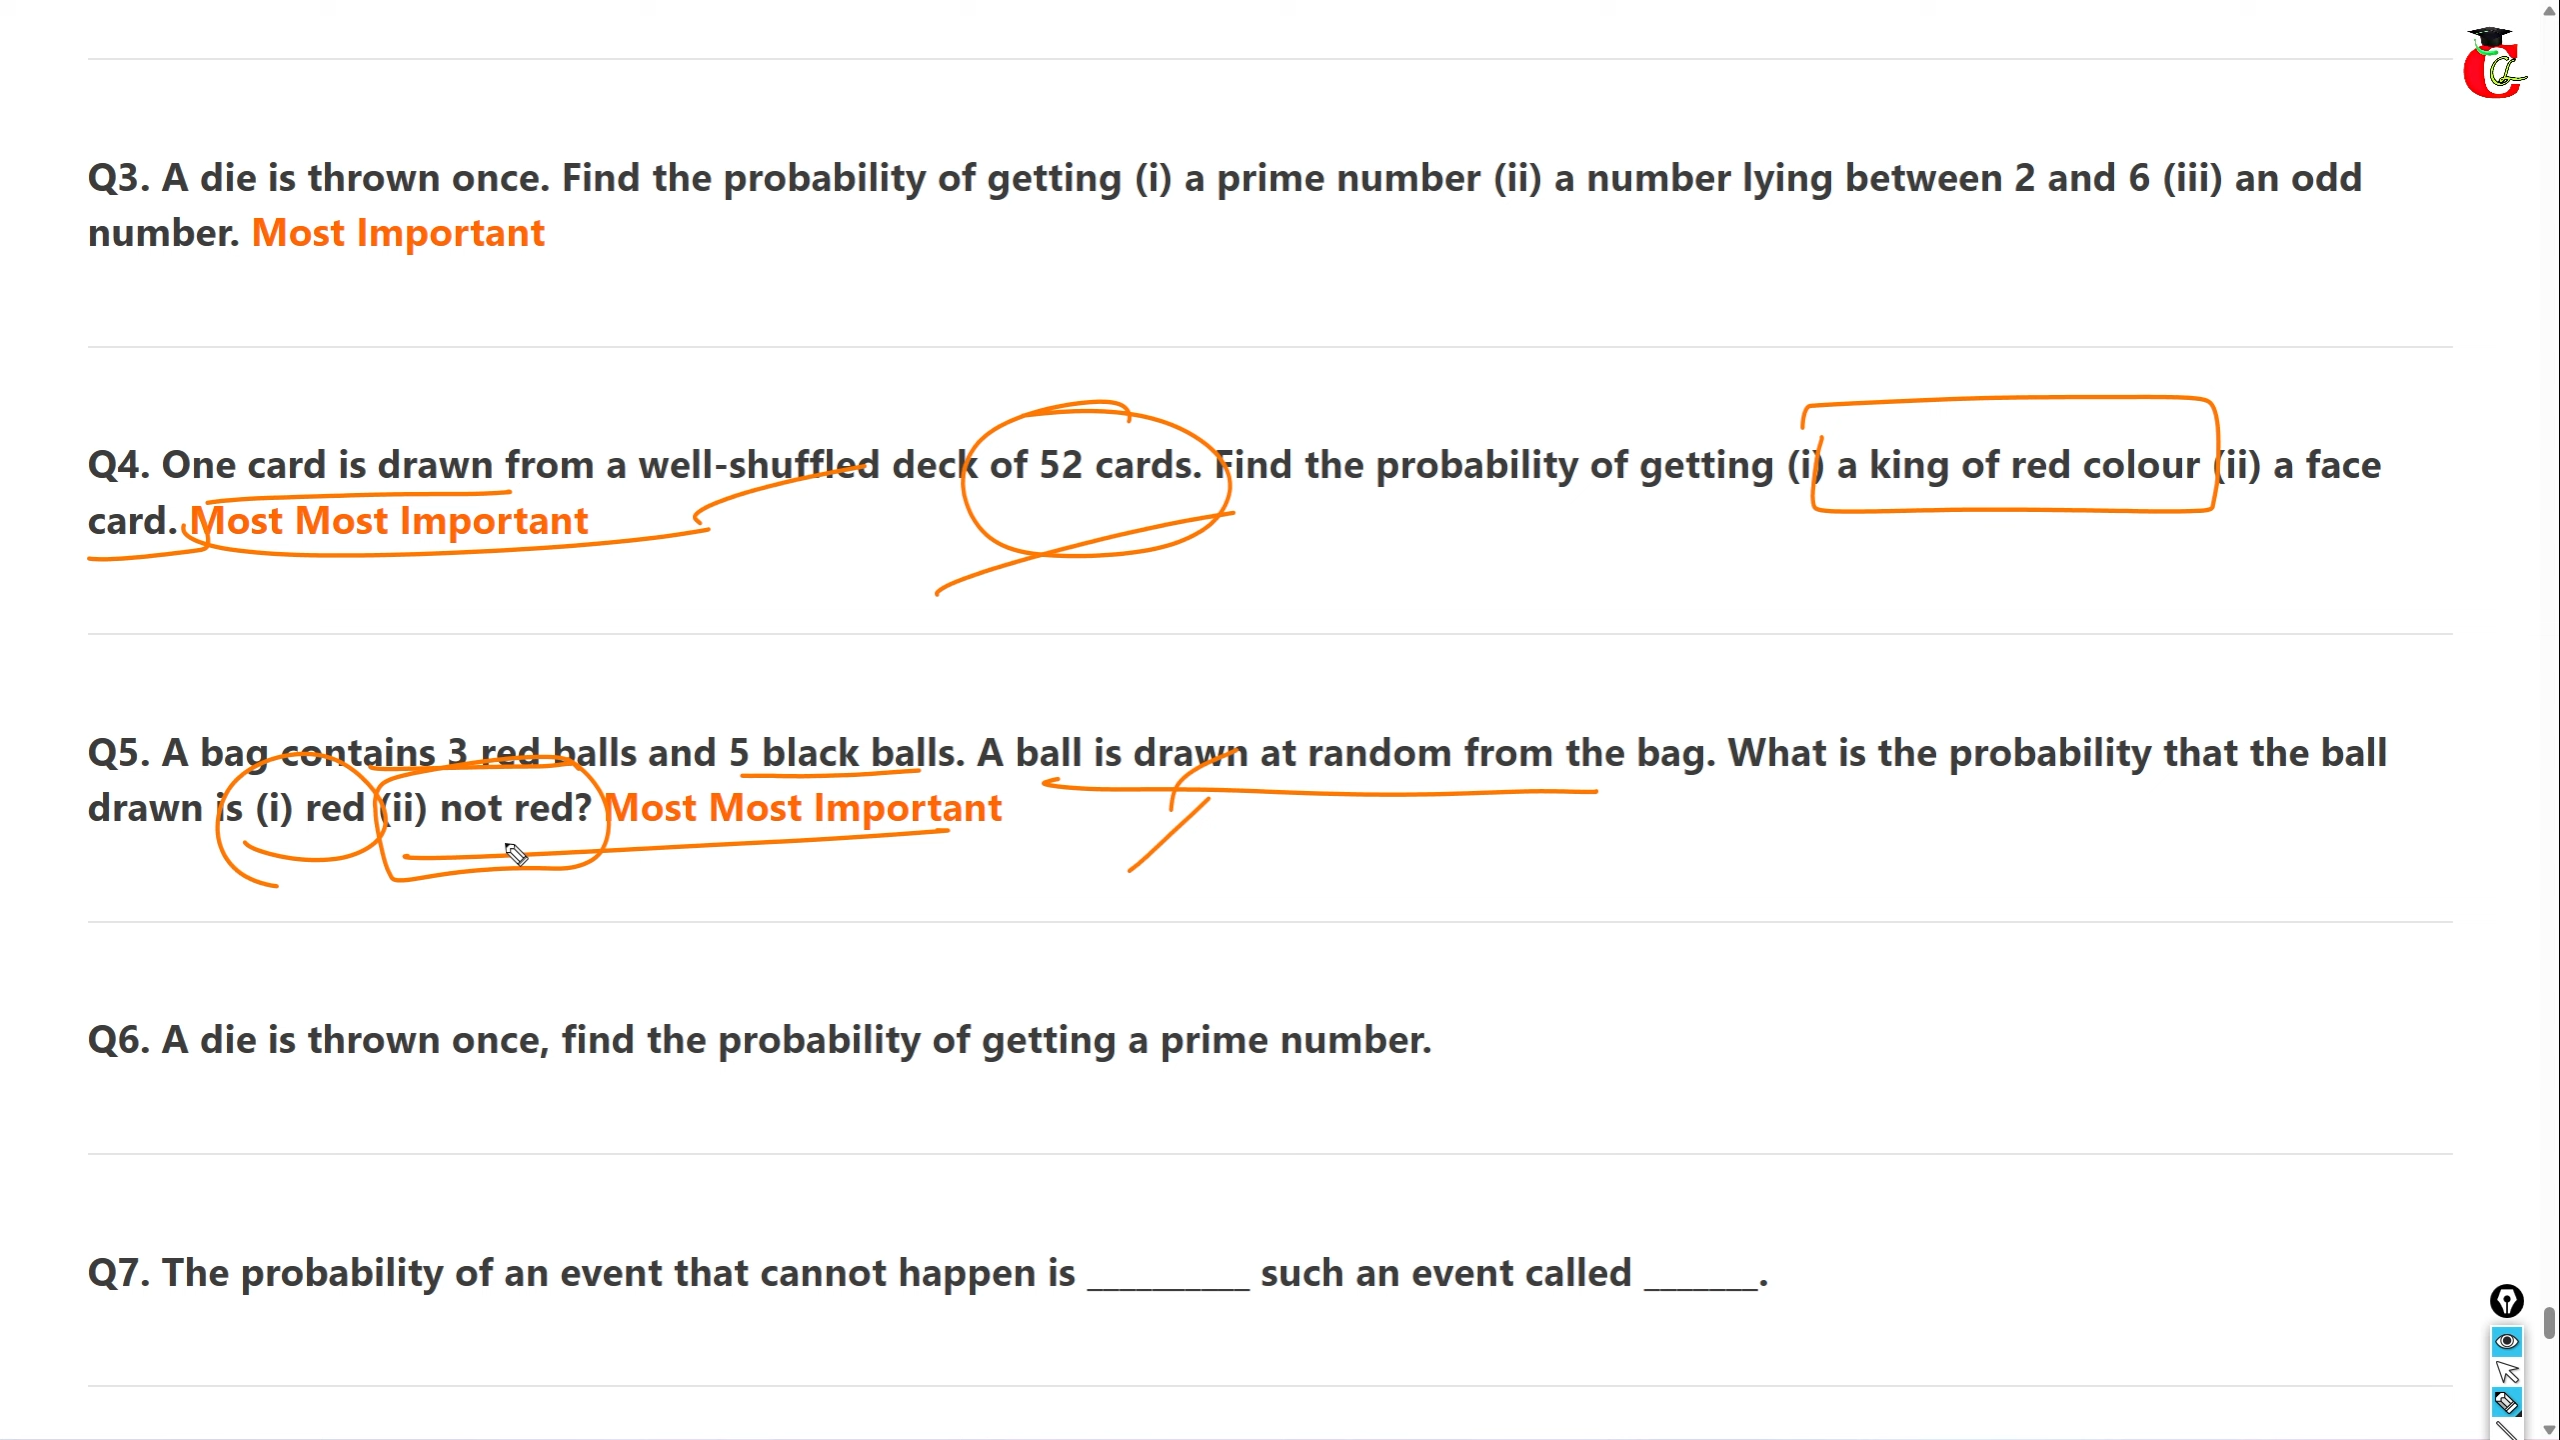 Q3. A die is thrown once. Find the probability of getting (i) a prime number (ii) a number lying between 2 and 6 (iii) an odd
number. Most Important
Q4. One card is drawn from a well-shuffled deck of 52 cards. Find the probability of getting (i) a king of red colour (ii) a face
card. Most Most Important
Q5. A bag contains 3 red balls and 5 black balls. A ball is drawn at random from the bag. What is the probability that the ball
drawn is (i) red (ii) not red? Most Most Important
Q6. A die is thrown once, find the probability of getting a prime number.
Q7. The probability of an event that cannot happen is __________ such an event called _______.